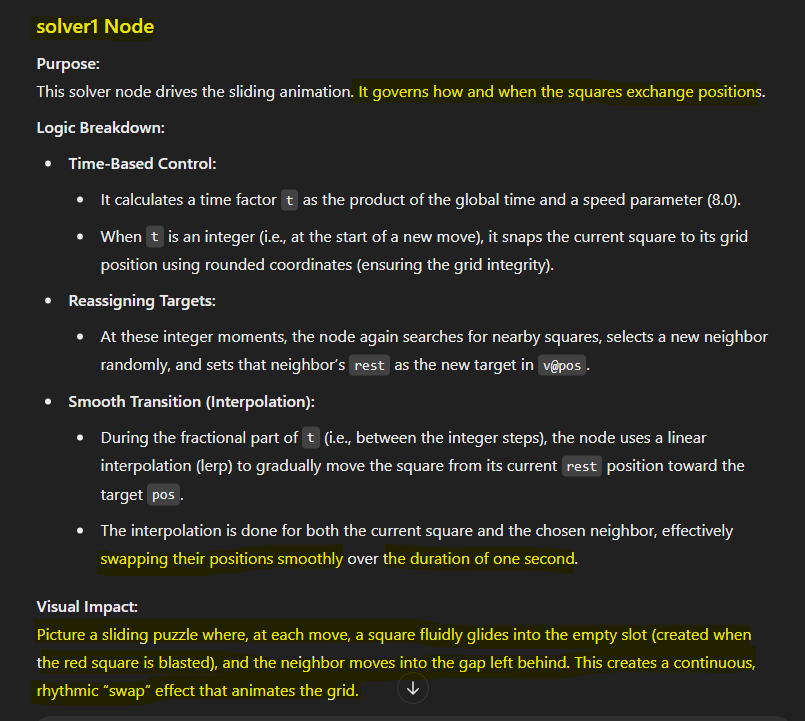 solver1 Node
Purpose:
This solver node drives the sliding animation. It governs how and when the squares exchange positions.
Logic Breakdown:
• Time-Based Control:
• It calculates a time factor t as the product of the global time and a speed parameter (8.0).
• When t is an integer (i.e., at the start of a new move), it snaps the current square to its grid
position using rounded coordinates (ensuring the grid integrity).
• Reassigning Targets:
• At these integer moments, the node again searches for nearby squares, selects a new neighbor
randomly, and sets that neighbor’s rest as the new target in v@pos.
• Smooth Transition (Interpolation):
• During the fractional part of t (i.e., between the integer steps), the node uses a linear
interpolation (lerp) to gradually move the square from its current rest position toward the
target pos.
• The interpolation is done for both the current square and the chosen neighbor, effectively
swapping their positions smoothly over the duration of one second.
Visual Impact:
Picture a sliding puzzle where, at each move, a square fluidly glides into the empty slot (created when
the red square is blasted), and the neighbor moves into the gap left behind. This creates a continuous,
rhythmic “swap” effect that animates the grid.